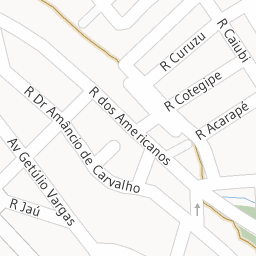 R Caiubi
R Curuzu
R Cotegipe
R Acarapé
R dos Americanos
R Dr Amâncio de Carvalho
Av Getúlio Vargas
R Jaú